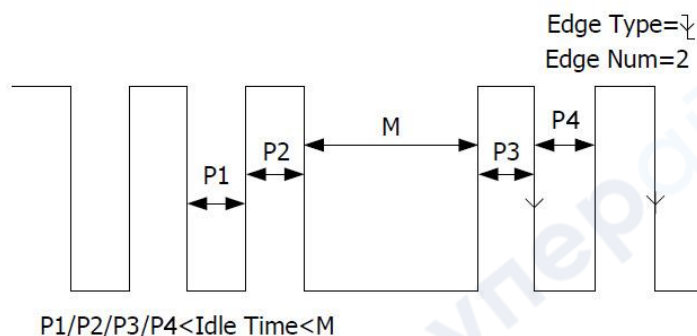 Edge Type=
Edge Num=2
M
P4
P2
P3
P1
P1/P2/P3/P4<Idle Time<M